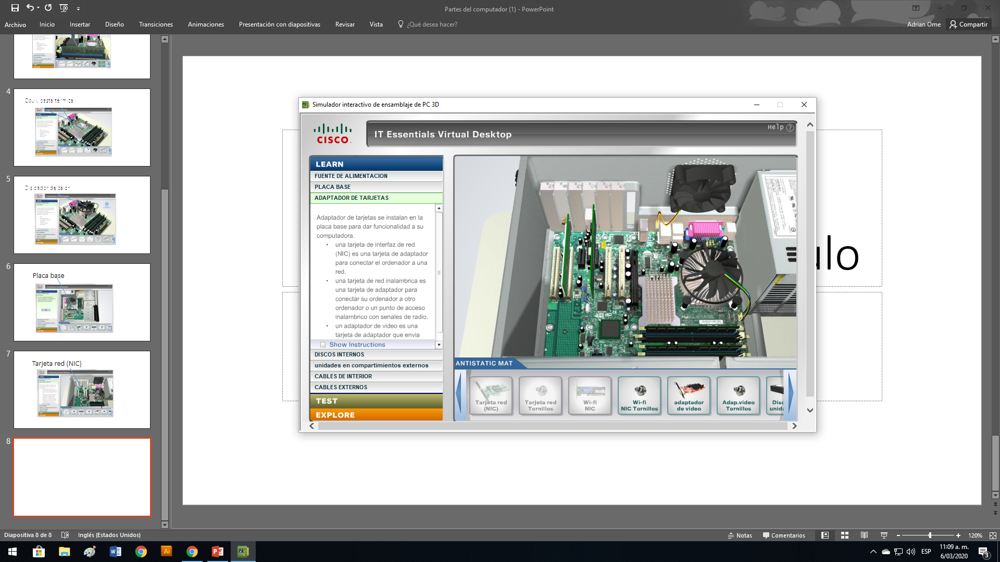 Partes del computador (1) - PowerPoint
Archivo
Inicio
Insertar
Diseño
Transiciones
Animaciones
Presentación con diapositivas
Revisar
Vista
¿Qué desea hacer?
Adrian Ome
Compartir
4
Cpu y pasta térmica
5
Disipador de calor
6
Placa base
7
Tarjeta red (NIC)
8
Simulador interactivo de ensamblaje de PC 3D
CISCO
IT Essentials Virtual Desktop
Help ?
LEARN
FUENTE DE ALIMENTACION
PLACA BASE
ADAPTADOR DE TARJETAS
Adaptador de tarjetas se instalan en la
placa base para dar funcionalidad a su
computadora.
• una tarjeta de interfaz de red
(NIC) es una tarjeta de adaptador
para conectar el ordenador a una
red.
• una tarjeta de red inalambrica es
una tarjeta de adaptador para
conectar su ordenador a otro
ordenador o un punto de acceso
inalambrico con senales de radio.
• un adaptador de video es una
tarjeta de adaptador que envia
Show Instructions
DISCOS INTERNOS
unidades en compartimientos externos
CABLES DE INTERIOR
CABLES EXTERNOS
TEST
EXPLORE
ANTISTATIC MAT
Tarjeta red
(NIC)
Tarjeta red
Tornillos
Wi-fi
NIC
Wi-fi
NIC Tornillos
adaptador
de video
Adap.video
Tornillos
Disc
unida
ulo
Diapositiva 8 de 8
Inglés (Estados Unidos)
Notas
Comentarios
120%
ESP
11:09 a. m.
6/03/2020
3